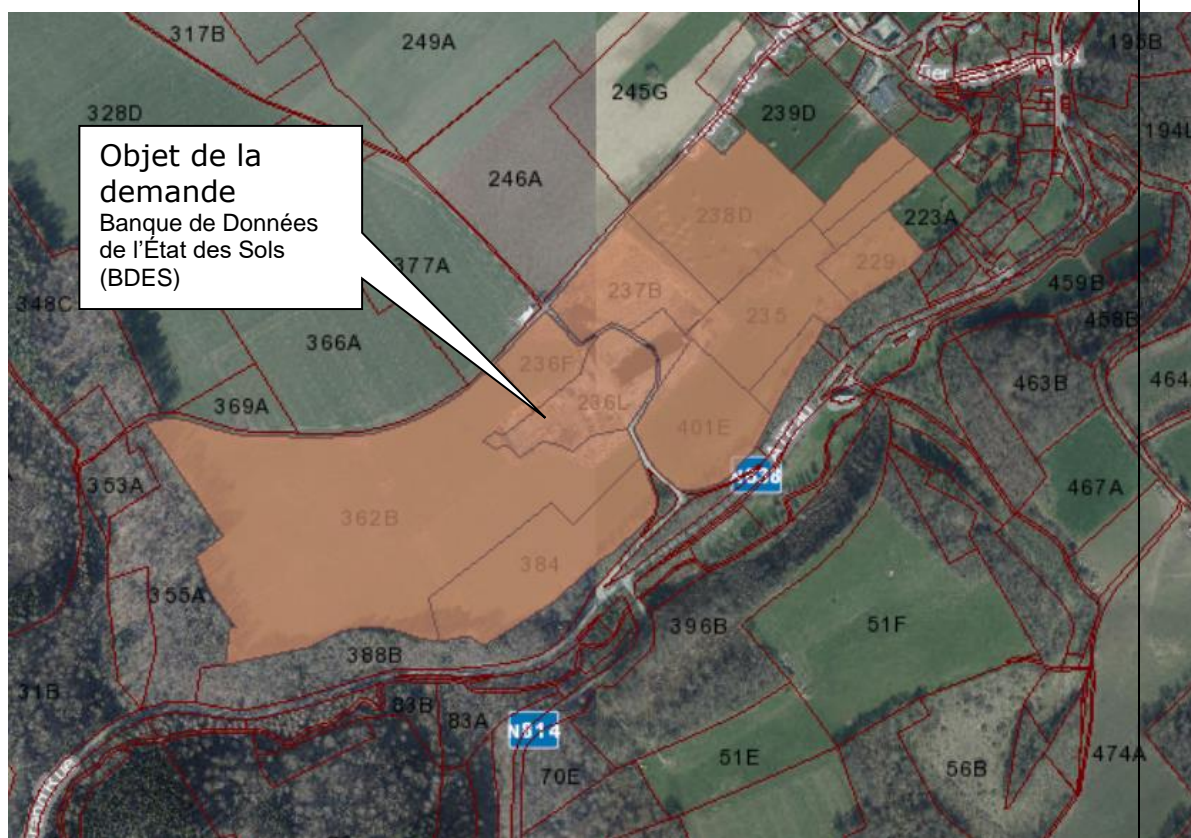 317B
249A
195B
245G
328D
239D
194L
Objet de la
demande
Banque de Données
de l’État des Sols
(BDES)
246A
238D
223A
229
377A
348C
237B
459B
235
458B
366A
236F
463B
464
369A
236L
401E
353A
467A
362B
384
355A
396B
51F
388B
31B
83B
83A
N814
51E
474A
70E
56B